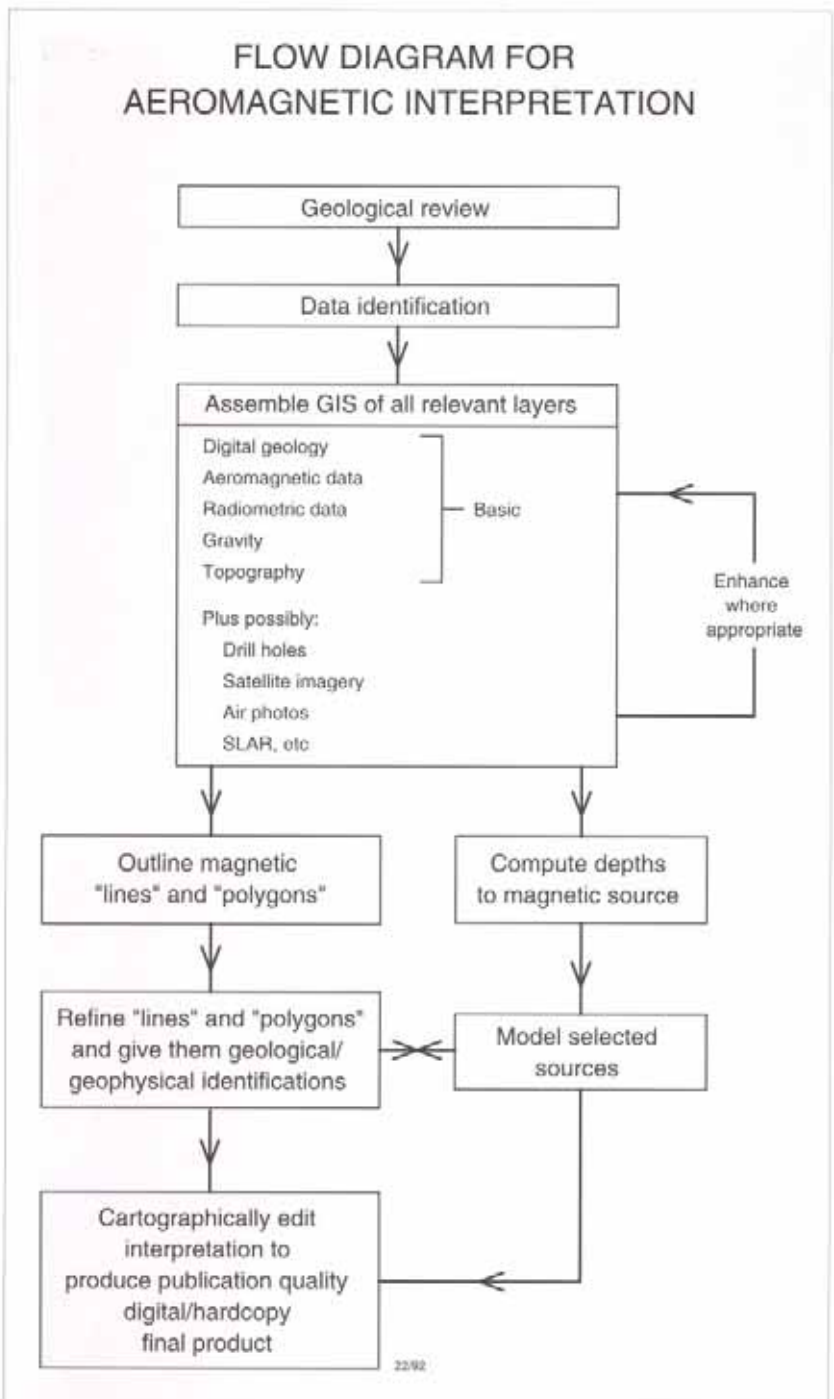 FLOW DIAGRAM FOR
AEROMAGNETIC INTERPRETATION
Geological review
Data identification
Assemble GIS of all relevant layers
Digital geology
Aeromagnetic data
Radiometric data
Gravity
Topography
Basic
Plus possibly:
Drill holes
Satellite imagery
Air photos
SLAR, etc
Enhance
where
appropriate
Outline magnetic
"lines" and "polygons"
Compute depths
to magnetic source
Refine "lines" and "polygons"
and give them geological/
geophysical identifications
Model selected
sources
Cartographically edit
interpretation to
produce publication quality
digital/hardcopy
final product
22/92